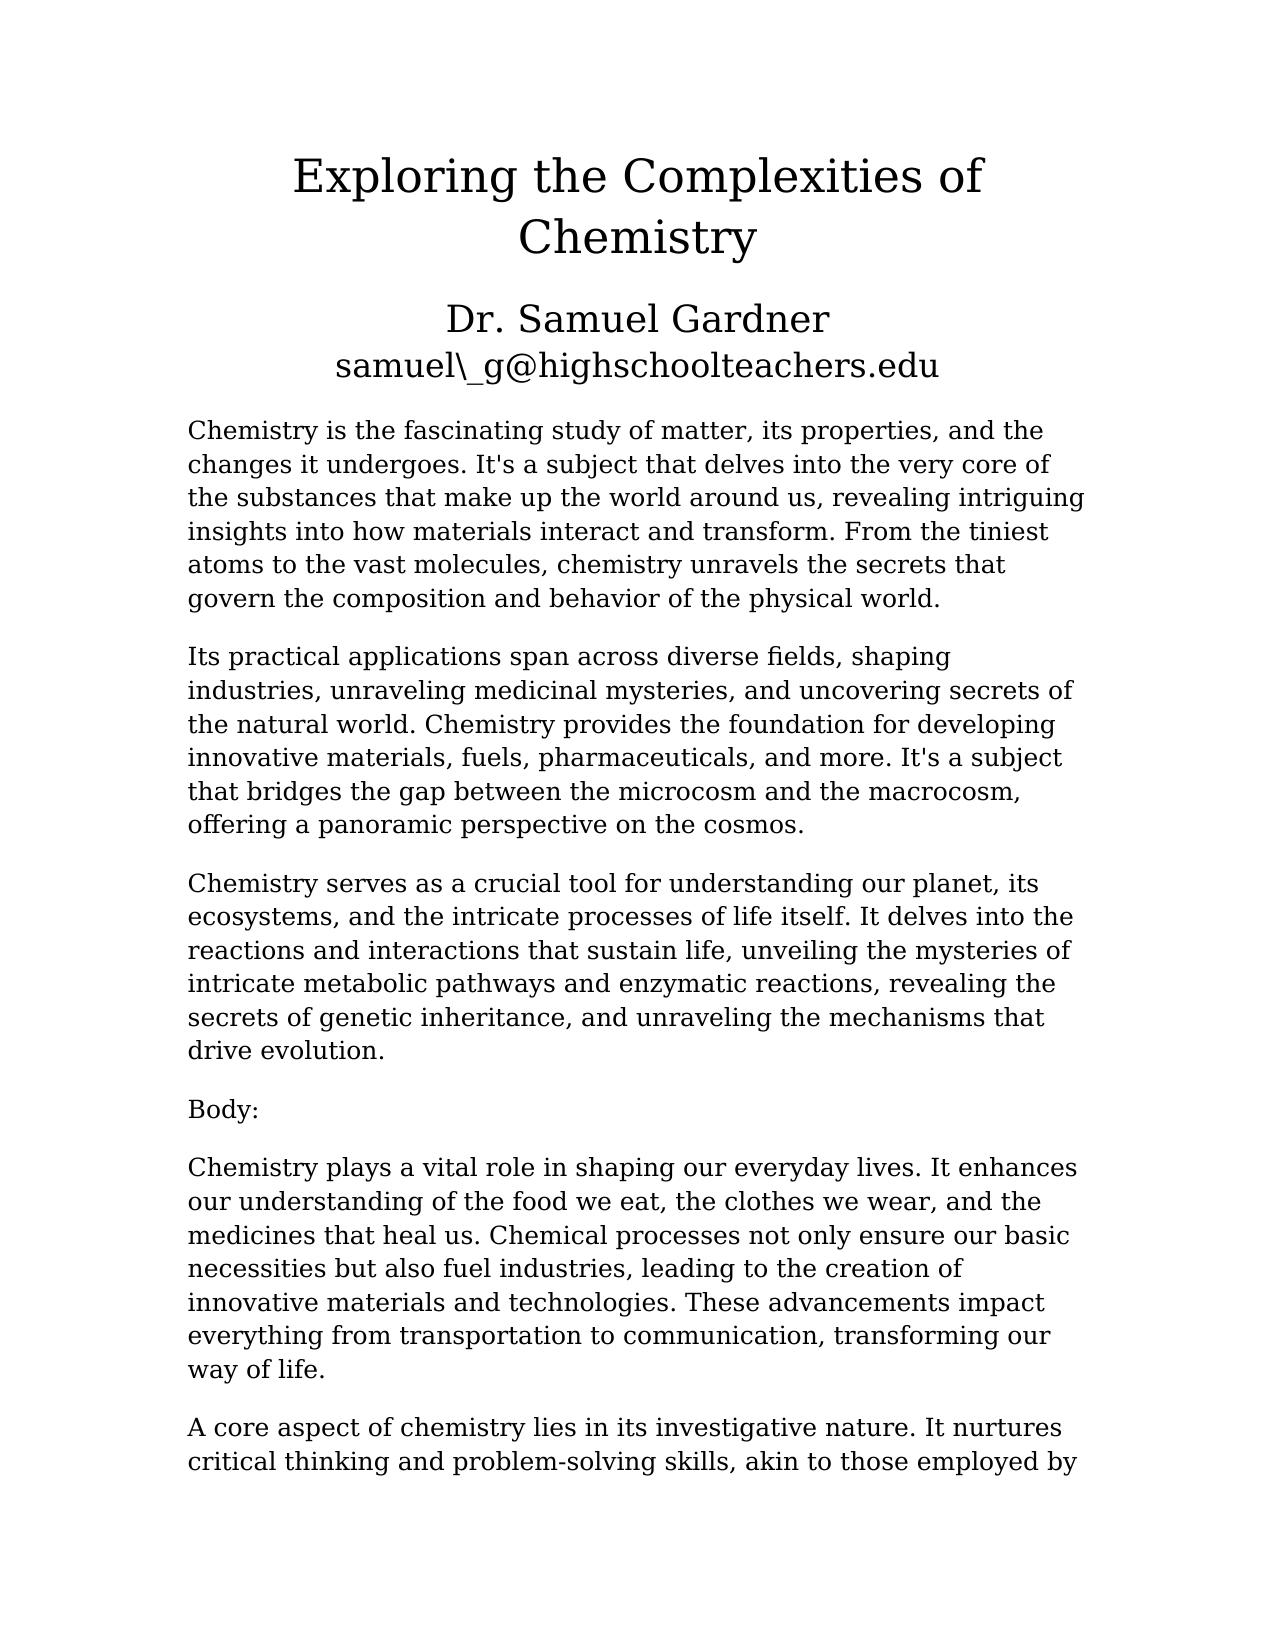 Exploring the Complexities of
Chemistry
Dr. Samuel Gardner
samuel\_g@highschoolteachers.edu
Chemistry is the fascinating study of matter, its properties, and the
changes it undergoes. It's a subject that delves into the very core of
the substances that make up the world around us, revealing intriguing
insights into how materials interact and transform. From the tiniest
atoms to the vast molecules, chemistry unravels the secrets that
govern the composition and behavior of the physical world.
Its practical applications span across diverse fields, shaping
industries, unraveling medicinal mysteries, and uncovering secrets of
the natural world. Chemistry provides the foundation for developing
innovative materials, fuels, pharmaceuticals, and more. It's a subject
that bridges the gap between the microcosm and the macrocosm,
offering a panoramic perspective on the cosmos.
Chemistry serves as a crucial tool for understanding our planet, its
ecosystems, and the intricate processes of life itself. It delves into the
reactions and interactions that sustain life, unveiling the mysteries of
intricate metabolic pathways and enzymatic reactions, revealing the
secrets of genetic inheritance, and unraveling the mechanisms that
drive evolution.
Body:
Chemistry plays a vital role in shaping our everyday lives. It enhances
our understanding of the food we eat, the clothes we wear, and the
medicines that heal us. Chemical processes not only ensure our basic
necessities but also fuel industries, leading to the creation of
innovative materials and technologies. These advancements impact
everything from transportation to communication, transforming our
way of life.
A core aspect of chemistry lies in its investigative nature. It nurtures
critical thinking and problem-solving skills, akin to those employed by